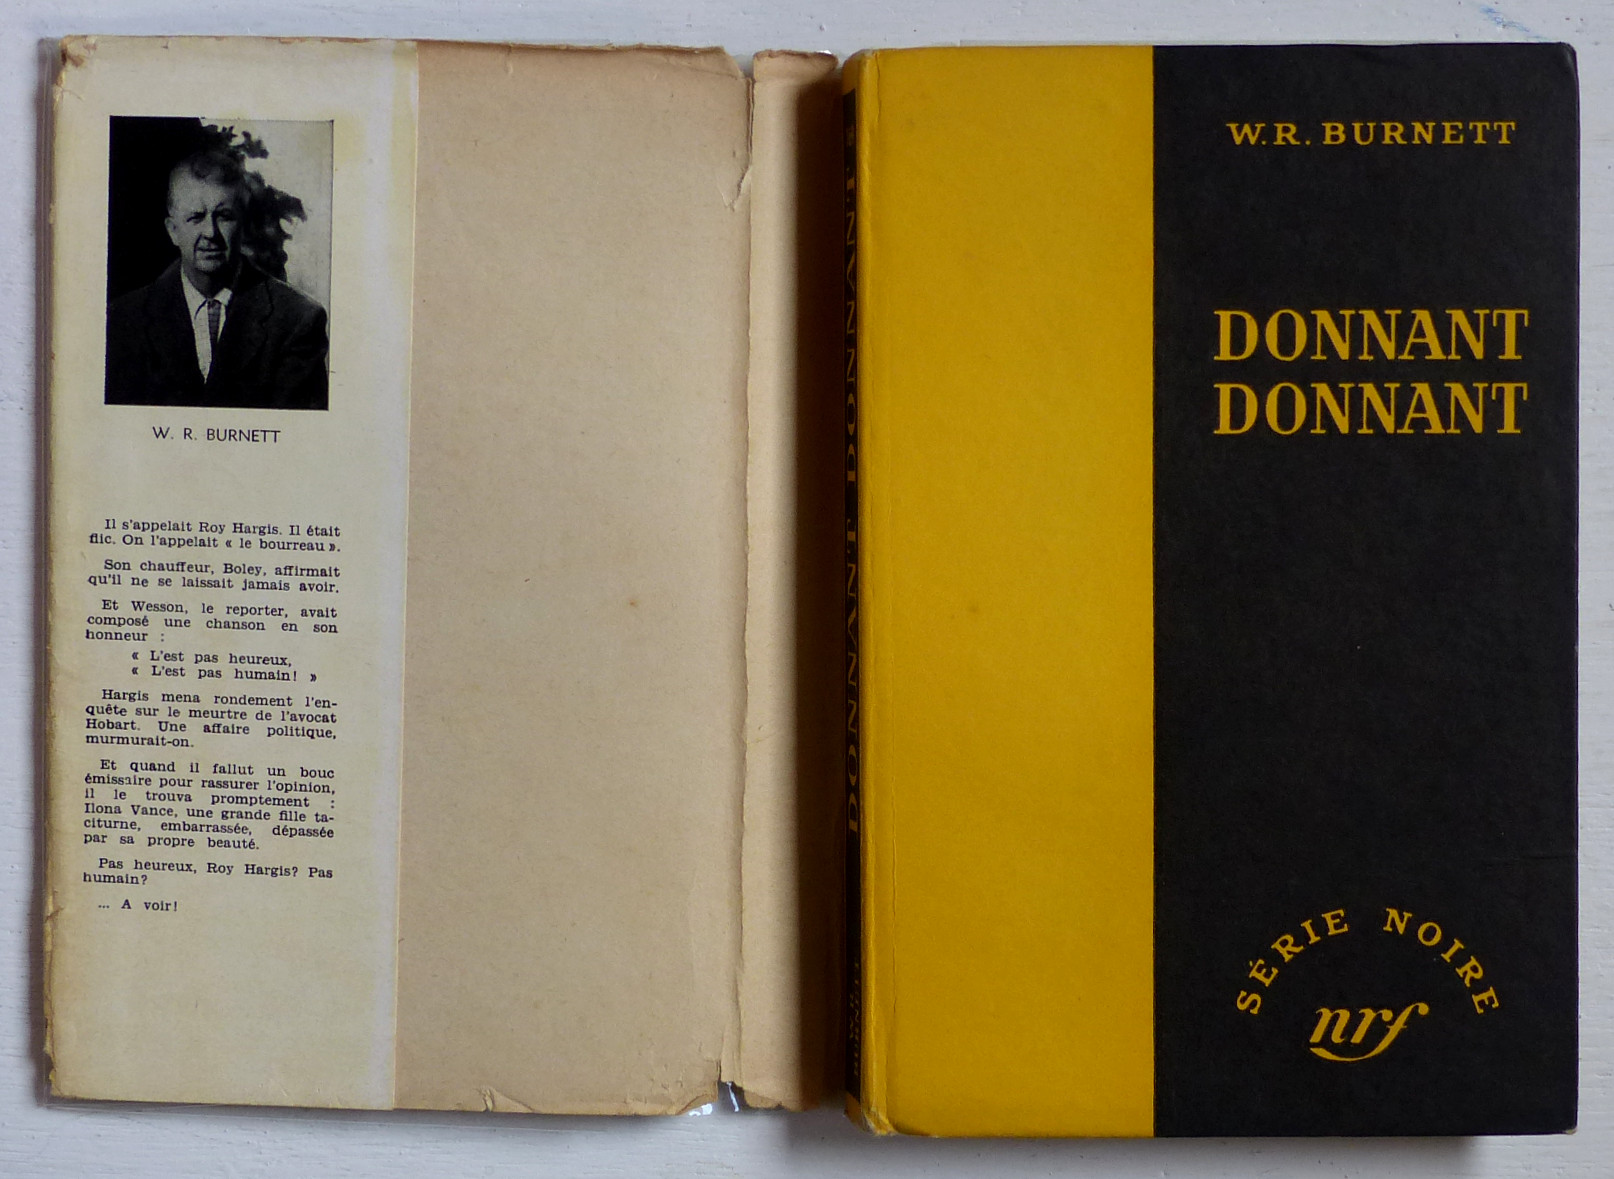 W. R. BURNETT
Il s'appelait Roy Hargis. Il était
flic. On l'appelait « le bourreau ».
Son chauffeur, Boley, affirmait
qu'il ne se laissait jamais avoir.
Et Wesson, le reporter, avait
composé une chanson en son
honneur :
« L'est pas heureux,
« L'est pas humain! »
Hargis mena rondement l'en-
quête sur le meurtre de l'avocat
Hobart. Une affaire politique,
murmurait-on.
Et quand il fallut un bouc
émissaire pour rassurer l'opinion,
il le trouva promptement :
Ilona Vance, une grande fille ta-
citurne, embarrassée, dépassée
par sa propre beauté.
Pas heureux, Roy Hargis? Pas
humain?
... A voir!
DONNANT DONNANT
W. R. BURNETT
W. R. BURNETT
DONNANT
DONNANT
SÉRIE NOIRE
nrf